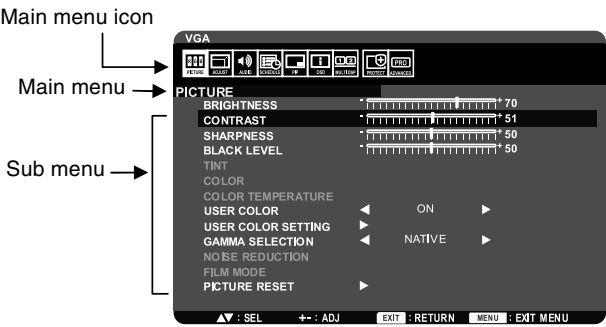 Main menu icon
VGA
PICTURE ADJUST AUDIO SCHEDULE PIP OSD MULTI DSP PROTECT ADVANCED
PRO
Main menu
PICTURE
BRIGHTNESS - + 70
CONTRAST - + 51
SHARPNESS - + 50
BLACK LEVEL - + 50
Sub menu
TINT
COLOR
COLOR TEMPERATURE
USER COLOR ON
USER COLOR SETTING
GAMMA SELECTION NATIVE
NOISE REDUCTION
FILM MODE
PICTURE RESET
▲▼ : SEL +- : ADJ EXIT : RETURN MENU : EXIT MENU